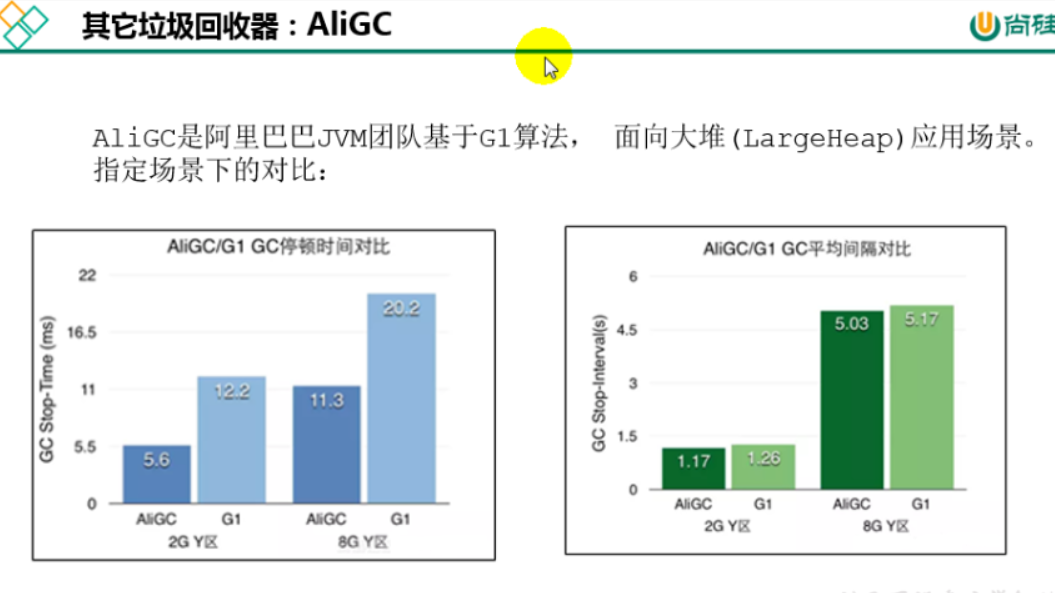 其它垃圾回收器：AliGC
尚硅
AliGC是阿里巴巴JVM团队基于G1算法， 面向大堆(LargeHeap)应用场景。
指定场景下的对比：
AliGC/G1 GC停顿时间对比
GC Stop-Time (ms)
22
16.5
11
5.5
0
5.6
12.2
11.3
20.2
AliGC G1 AliGC G1
2G Y区 8G Y区
AliGC/G1 GC平均间隔对比
GC Stop-Interval(s)
6
4.5
3
1.5
0
1.17
1.26
5.03
5.17
AliGC G1 AliGC G1
2G Y区 8G Y区